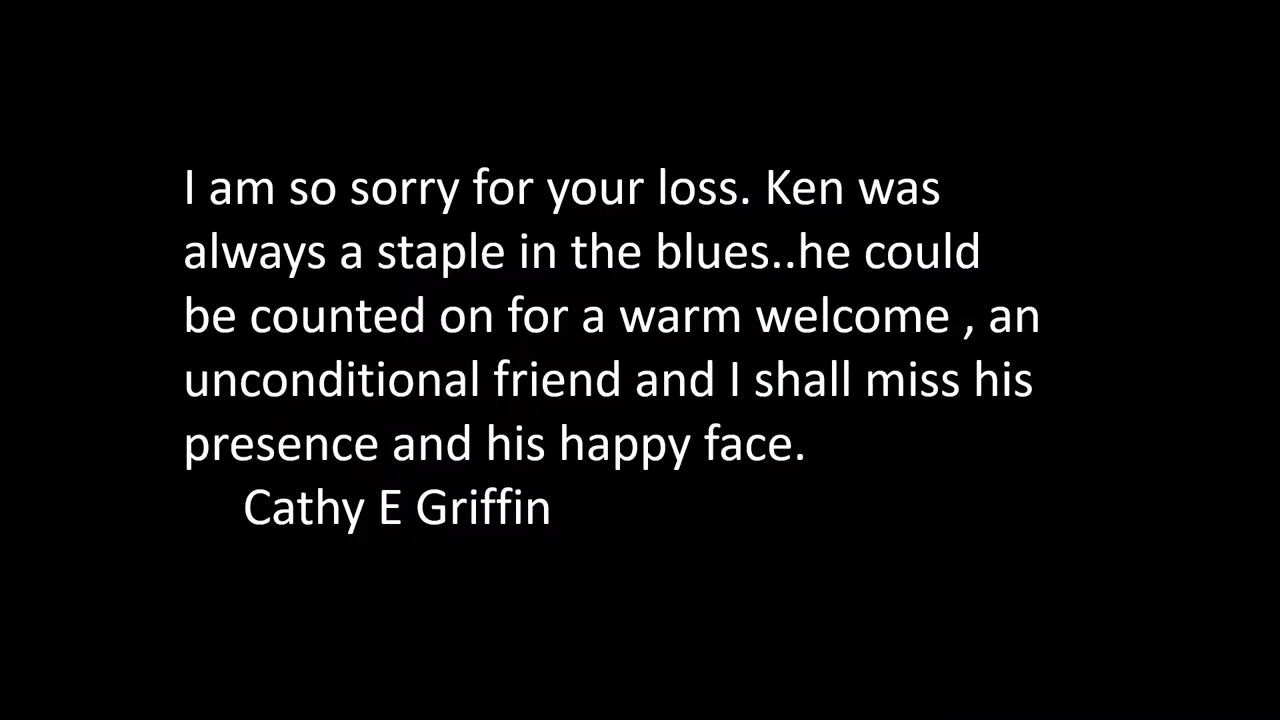 I am so sorry for your loss. Ken was
always a staple in the blues..he could
be counted on for a warm welcome , an
unconditional friend and I shall miss his
presence and his happy face.
Cathy E Griffin